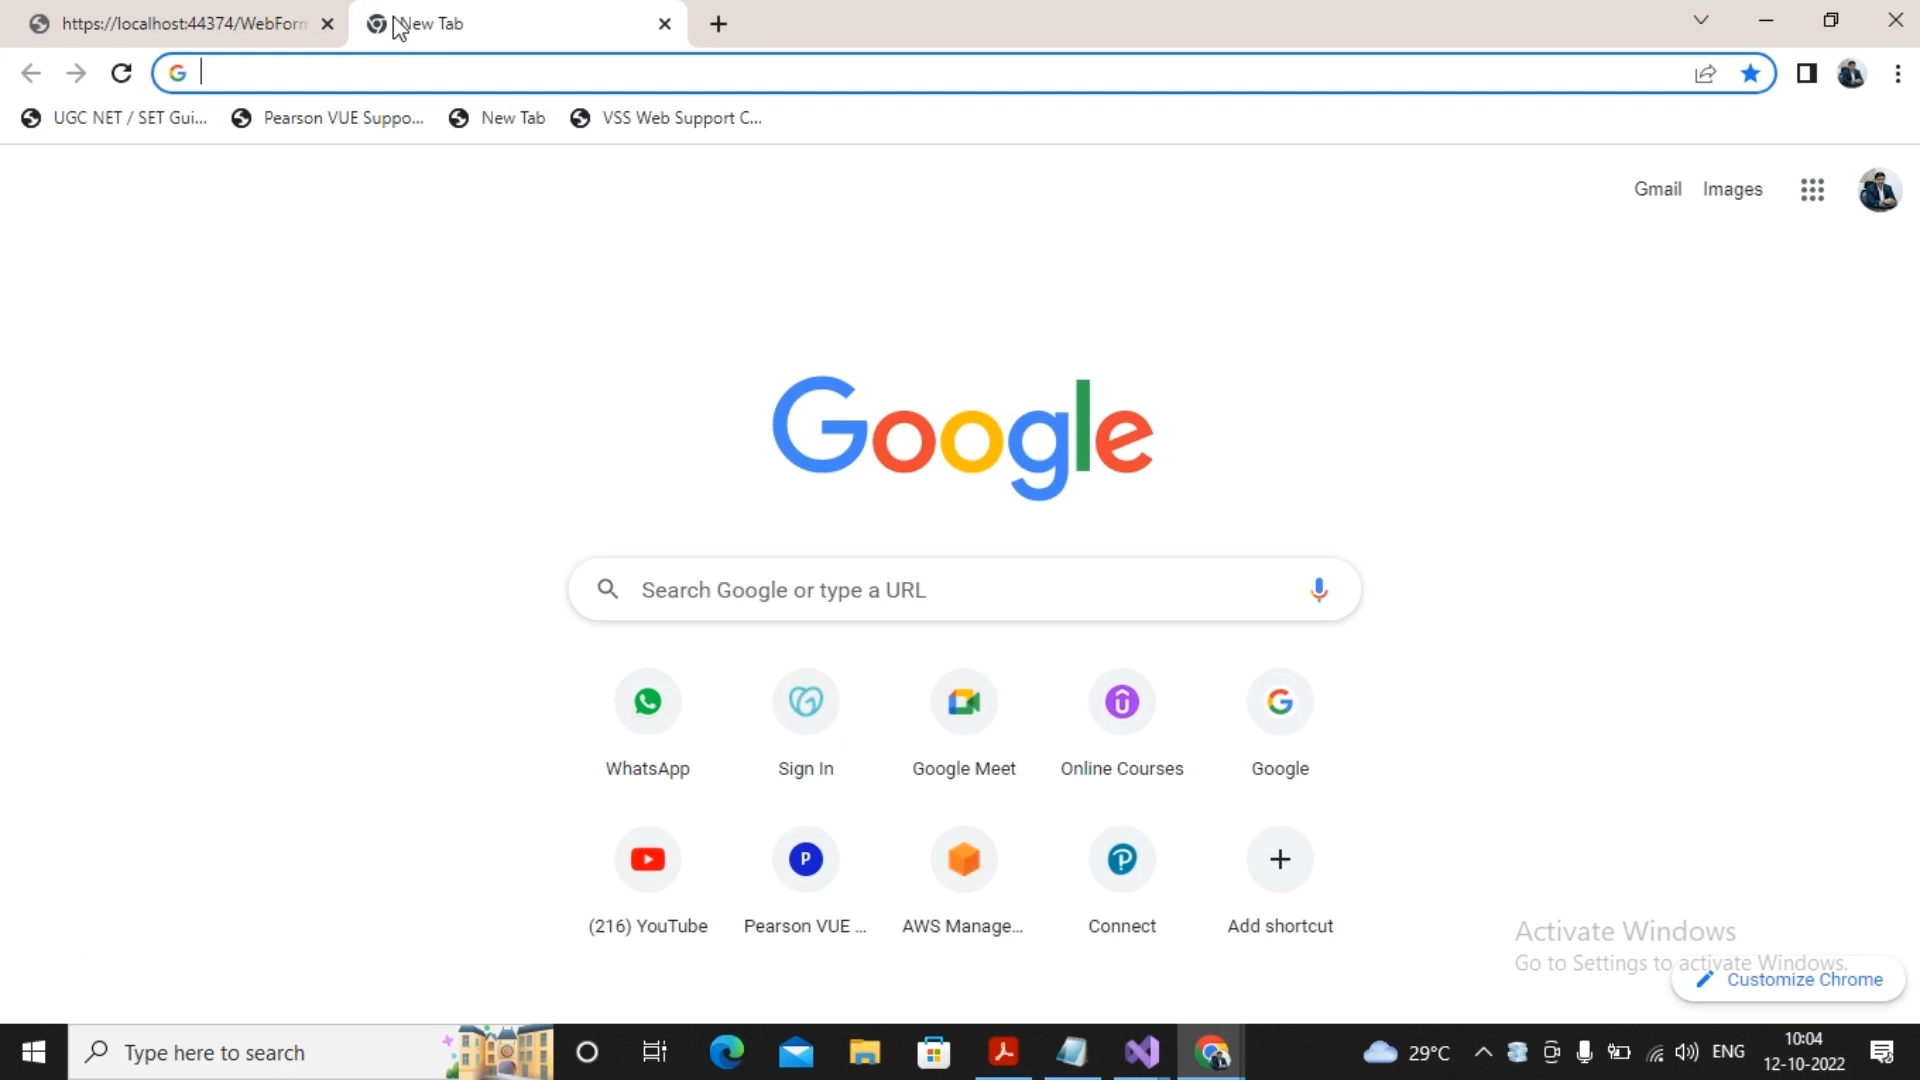 https://localhost:44374/WebForm
New Tab
UGC NET / SET Gui...
Pearson VUE Suppo...
New Tab
VSS Web Support C...
Gmail
Images
Google
Search Google or type a URL
WhatsApp
Sign In
Google Meet
Online Courses
Google
(216) YouTube
P
Pearson VUE ...
AWS Manage...
Connect
Add shortcut
Activate Windows
Go to Settings to activate Windows.
Customize Chrome
Type here to search
29°C
ENG
10:04
12-10-2022